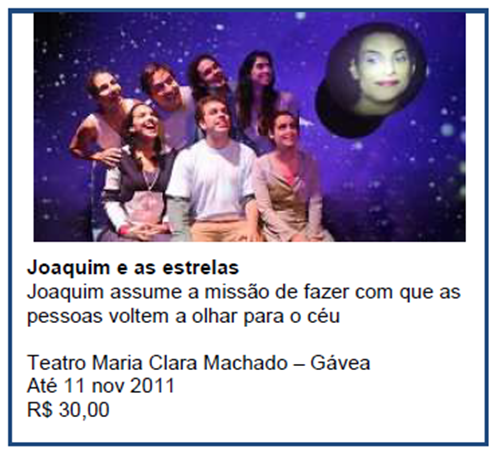 Joaquim e as estrelas
Joaquim assume a missão de fazer com que as
pessoas voltem a olhar para o céu
Teatro Maria Clara Machado – Gávea
Até 11 nov 2011
R$ 30,00